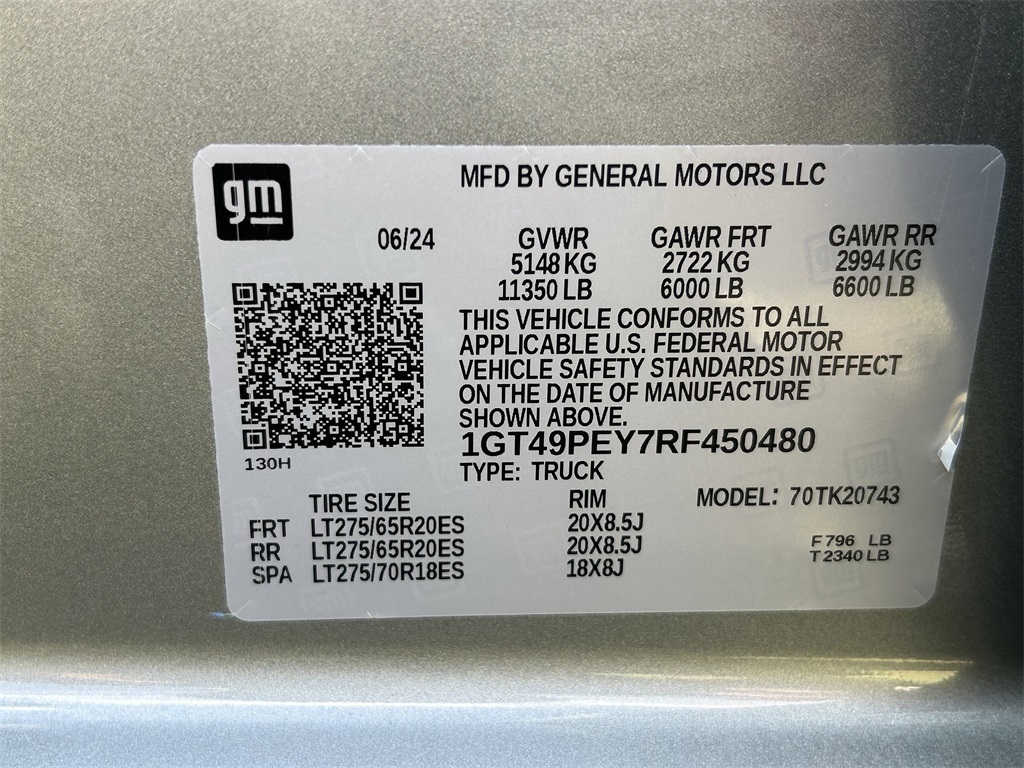 gm
MFD BY GENERAL MOTORS LLC
06/24 GVWR GAWR FRT GAWR RR
5148 KG 2722 KG 2994 KG
11350 LB 6000 LB 6600 LB
THIS VEHICLE CONFORMS TO ALL
APPLICABLE U.S. FEDERAL MOTOR
VEHICLE SAFETY STANDARDS IN EFFECT
ON THE DATE OF MANUFACTURE
SHOWN ABOVE.
1GT49PEY7RF450480
130H
TYPE: TRUCK
TIRE SIZE RIM MODEL: 70TK20743
FRT LT275/65R20ES 20X8.5J
RR LT275/65R20ES 20X8.5J
SPA LT275/70R18ES 18X8J
F 796 LB
T 2340 LB